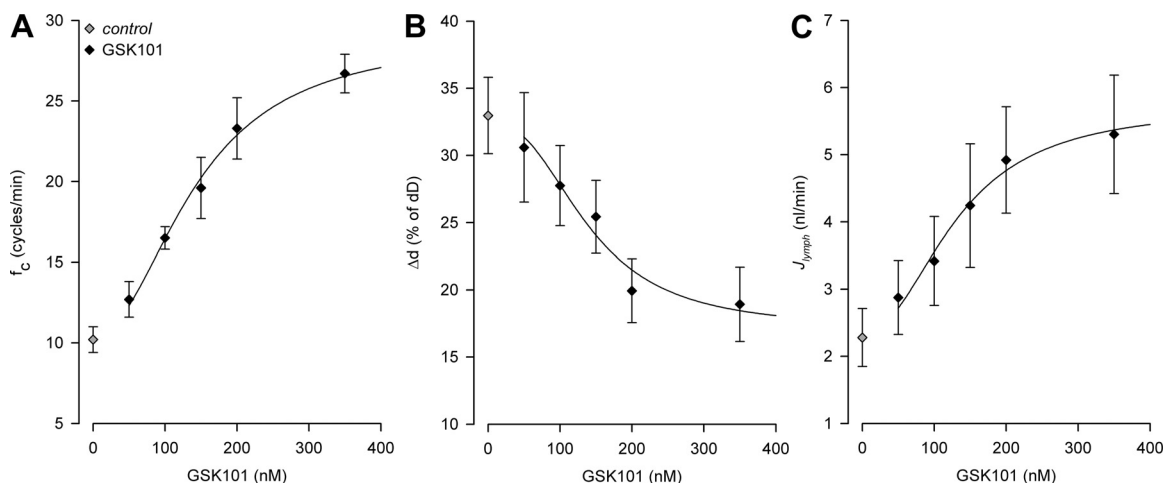 A
control
GSK101
f_c (cycles/min)
30
25
20
15
10
5
0 100 200 300 400
GSK101 (nM)
B
Δd (% of dD)
40
35
30
25
20
15
10
0 100 200 300 400
GSK101 (nM)
C
J_lymph (nl/min)
7
6
5
4
3
2
1
0 100 200 300 400
GSK101 (nM)